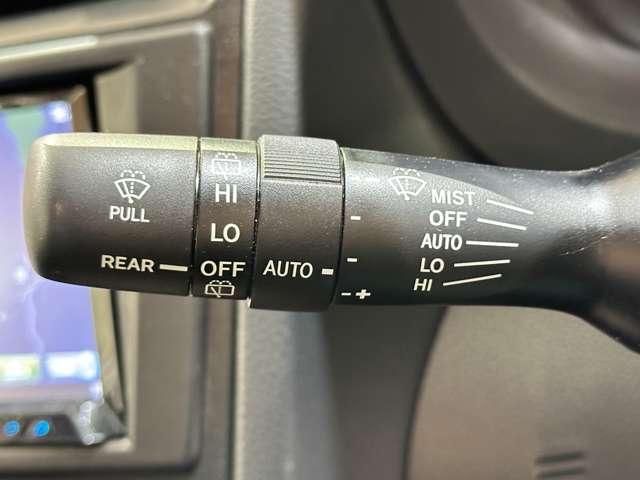 PULL
REAR
HI
LO
OFF
AUTO
- - - +
MIST
OFF
AUTO
LO
HI